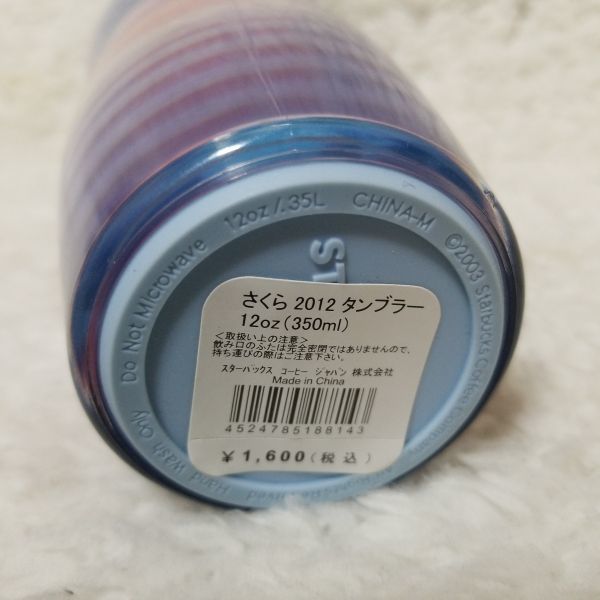 Do Not Microwave 12oz/.35L CHINA-M ©2003 Starbucks Coffee Company
Hand Wash Only
ST
さくら 2012 タンブラー
12oz(350ml)
<取扱い上の注意>
飲み口のふたは完全密閉ではありませんので、
持ち運びの際はご注意下さい。
スターバックス コーヒー ジャパン 株式会社
Made in China
4524785188143
¥1,600(税込)